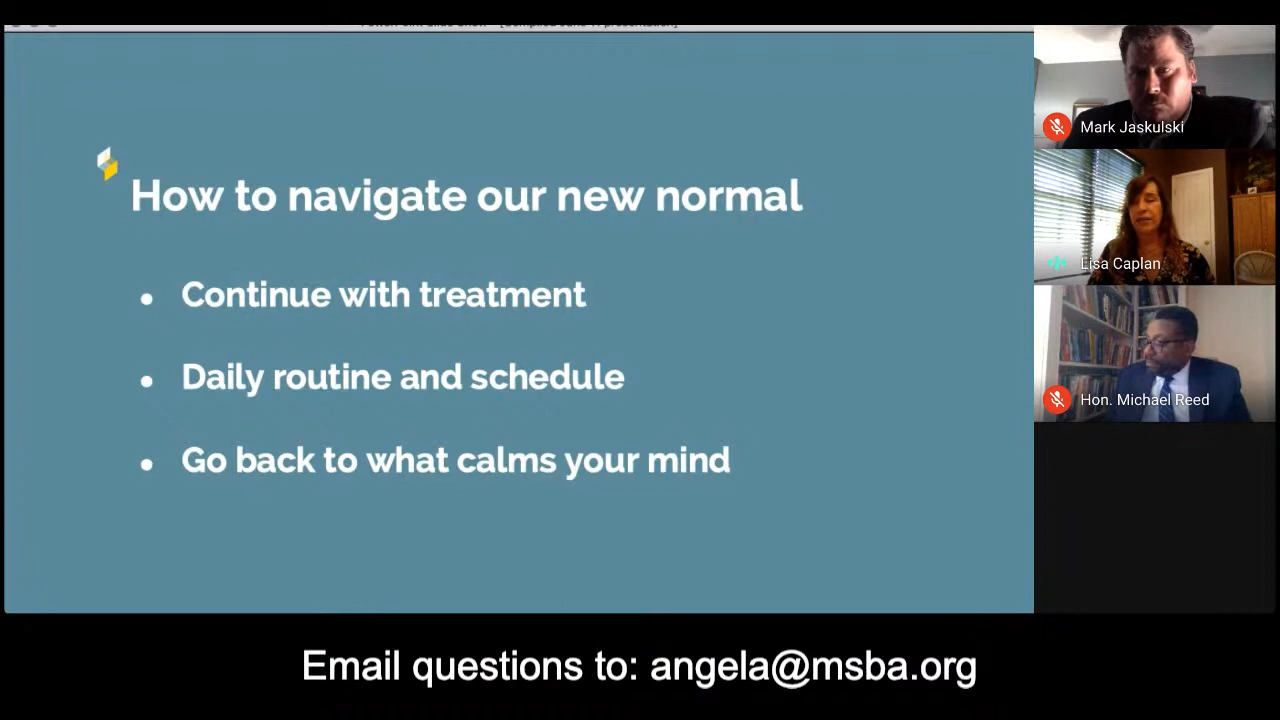 How to navigate our new normal
Continue with treatment
Daily routine and schedule
Go back to what calms your mind
Mark Jaskulski
Lisa Caplan
Hon. Michael Reed
Email questions to: angela@msba.org